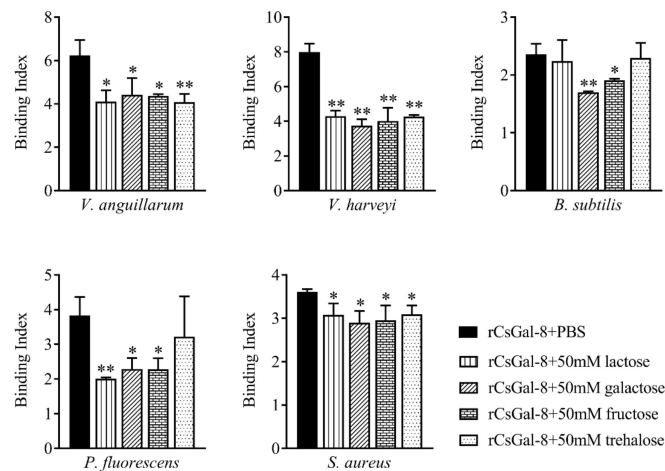 Binding Index
6
4
2
0
* * * **
V. anguillarum
Binding Index
10
8
6
4
2
0
** ** ** **
V. harveyi
Binding Index
3
2
1
0
** *
B. subtilis
Binding Index
5
4
3
2
1
0
** * *
P. fluorescens
Binding Index
4
3
2
1
0
* * * *
S. aureus
rCsGal-8+PBS
rCsGal-8+50mM lactose
rCsGal-8+50mM galactose
rCsGal-8+50mM fructose
rCsGal-8+50mM trehalose